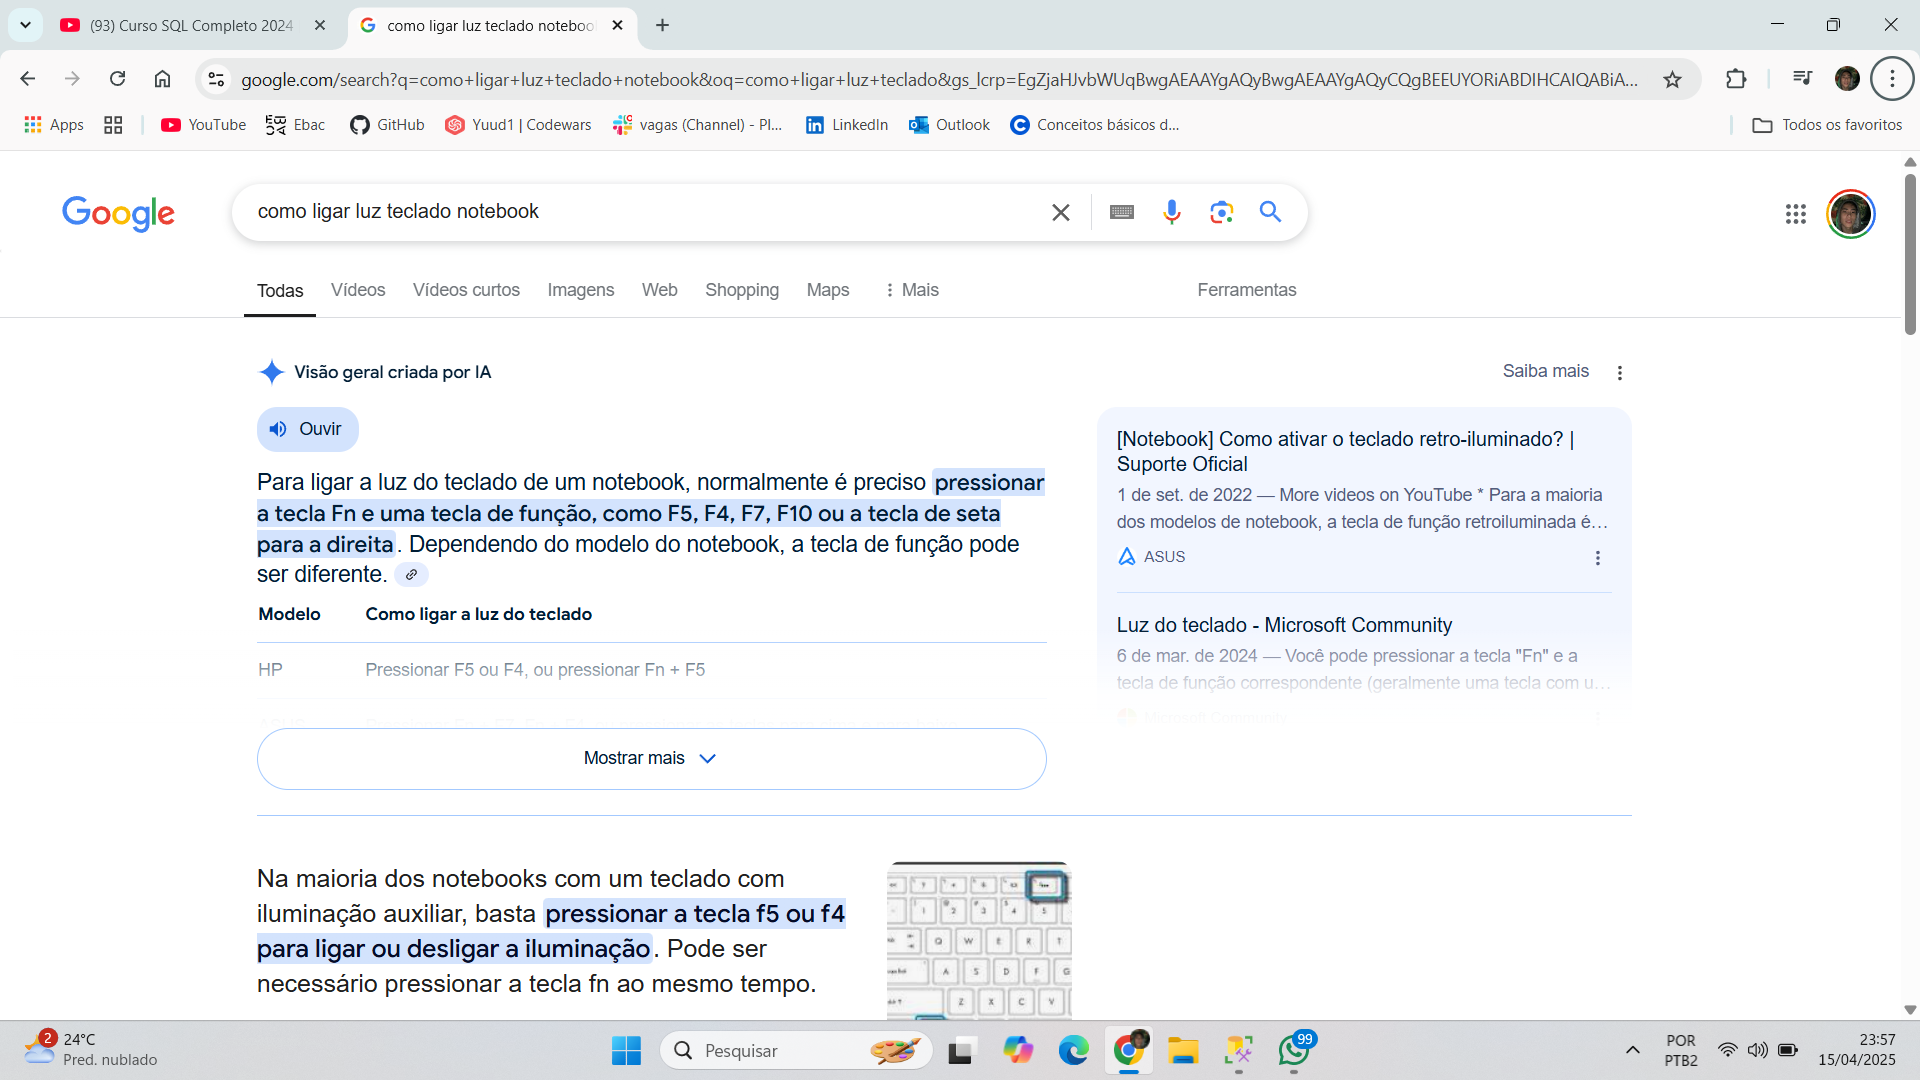 (93) Curso SQL Completo 2024
como ligar luz teclado noteboo
google.com/search?q=como+ligar+luz+teclado+notebook&oq=como+ligar+luz+teclado&gs_lcrp=EgZjaHJvbWUqBwgAEAAYgAQyBwgAEAAYgAQyCQgBEEUYORiABDIHCAIQABiA...
Apps
YouTube
Ebac
GitHub
Yuud1 | Codewars
vagas (Channel) - Pl...
LinkedIn
Outlook
Conceitos básicos d...
Todos os favoritos
Google
como ligar luz teclado notebook
Todas
Vídeos
Vídeos curtos
Imagens
Web
Shopping
Maps
Mais
Ferramentas
Visão geral criada por IA
Saiba mais
Ouvir
Para ligar a luz do teclado de um notebook, normalmente é preciso pressionar
a tecla Fn e uma tecla de função, como F5, F4, F7, F10 ou a tecla de seta
para a direita. Dependendo do modelo do notebook, a tecla de função pode
ser diferente.
Modelo Como ligar a luz do teclado
HP Pressionar F5 ou F4, ou pressionar Fn + F5
Mostrar mais
[Notebook] Como ativar o teclado retro-iluminado? |
Suporte Oficial
1 de set. de 2022 — More videos on YouTube * Para a maioria
dos modelos de notebook, a tecla de função retroiluminada é...
ASUS
Luz do teclado - Microsoft Community
6 de mar. de 2024 — Você pode pressionar a tecla "Fn" e a
tecla de função correspondente (geralmente uma tecla com u...
Microsoft Community
Na maioria dos notebooks com um teclado com
iluminação auxiliar, basta pressionar a tecla f5 ou f4
para ligar ou desligar a iluminação. Pode ser
necessário pressionar a tecla fn ao mesmo tempo.
Q W E R T
A S D F G
Z X C V
2
24°C
Pred. nublado
Pesquisar
99
POR
PTB2
23:57
15/04/2025